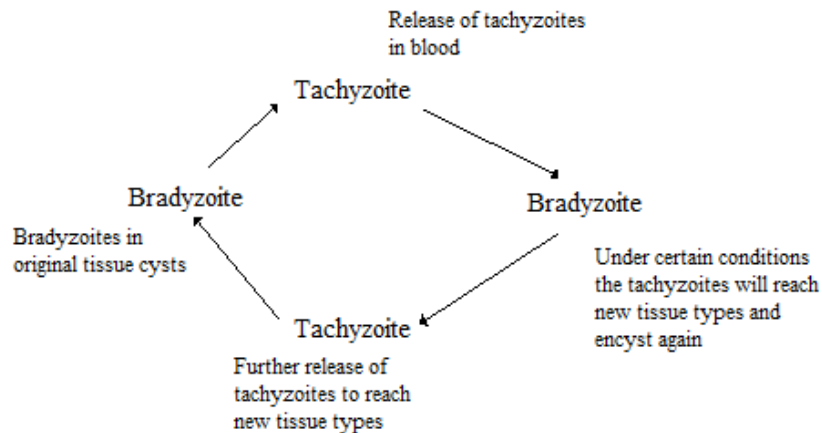 Release of tachyzoites
in blood
Tachyzoite
Bradyzoite
Bradyzoite
Bradyzoites in
original tissue cysts
Under certain conditions
the tachyzoites will reach
new tissue types and
encyst again
Tachyzoite
Further release of
tachyzoites to reach
new tissue types